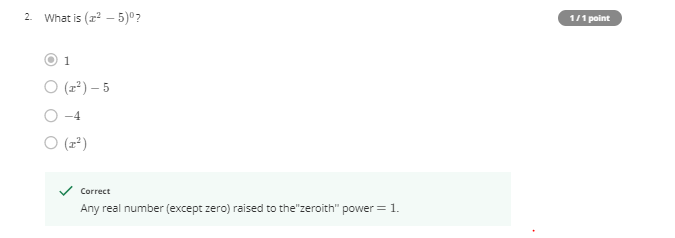 2. What is (x² – 5)⁰? 1 / 1 point
1
(x²) – 5
–4
(x²)
Correct
Any real number (except zero) raised to the"zeroith" power = 1.